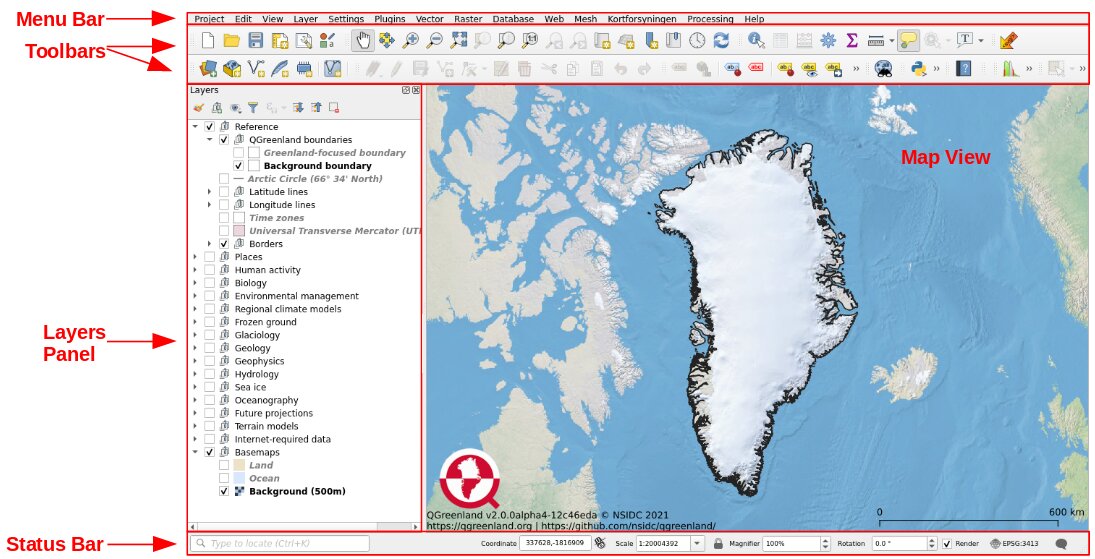 Menu Bar
Project Edit View Layer Settings Plugins Vector Raster Database Web Mesh Kortforsyningen Processing Help
Toolbars
Layers
Reference
QGreenland boundaries
Greenland-focused boundary
Background boundary
Arctic Circle (66° 34' North)
Latitude lines
Longitude lines
Time zones
Universal Transverse Mercator (UTI
Borders
Places
Human activity
Biology
Environmental management
Regional climate models
Frozen ground
Glaciology
Geology
Geophysics
Hydrology
Sea ice
Oceanography
Future projections
Terrain models
Internet-required data
Basemaps
Land
Ocean
Background (500m)
Layers
Panel
Map View
QGreenland v2.0.0alpha4-12c46eda © NSIDC 2021
https://qgreenland.org | https://github.com/nsidc/qgreenland/
0 600 km
Status Bar
Type to locate (Ctrl+K) Coordinate 337628,-1816909 Scale 1:20004392 Magnifier 100% Rotation 0.0 ° Render EPSG:3413